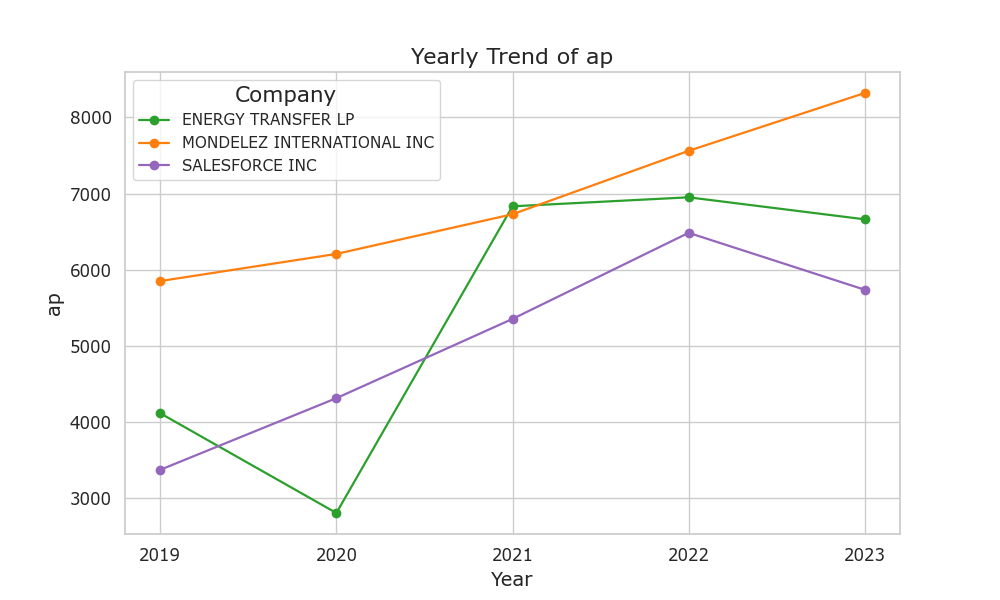 Yearly Trend of ap
Company
ENERGY TRANSFER LP
MONDELEZ INTERNATIONAL INC
SALESFORCE INC
8000
7000
6000
5000
4000
3000
ap
2019 2020 2021 2022 2023
Year